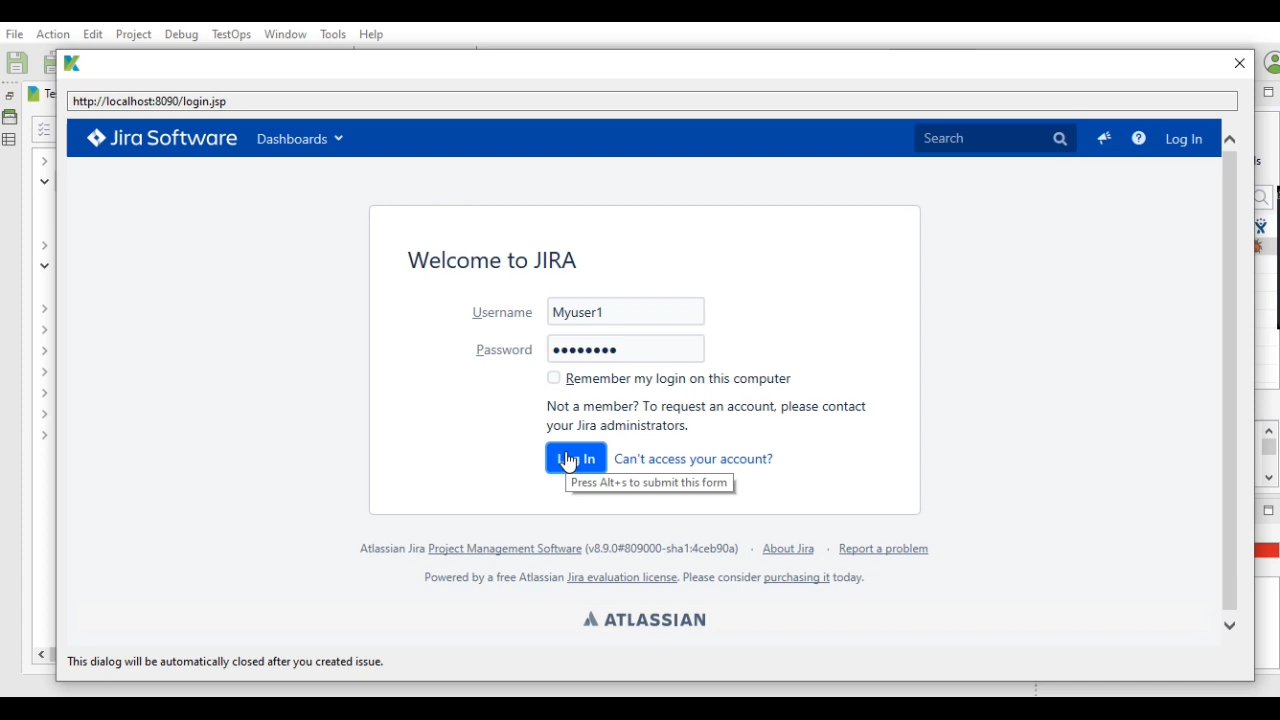 File Action Edit Project Debug TestOps Window Tools Help
http://localhost:8090/login.jsp
Jira Software Dashboards Search Log In
Welcome to JIRA
Username Myuser1
Password ••••••••
Remember my login on this computer
Not a member? To request an account, please contact
your Jira administrators.
Can't access your account?
Press Alt+s to submit this form
Atlassian Jira Project Management Software (v8.9.0#809000-sha1:4ceb90a) · About Jira · Report a problem
Powered by a free Atlassian Jira evaluation license. Please consider purchasing it today.
ATLASSIAN
This dialog will be automatically closed after you created issue.